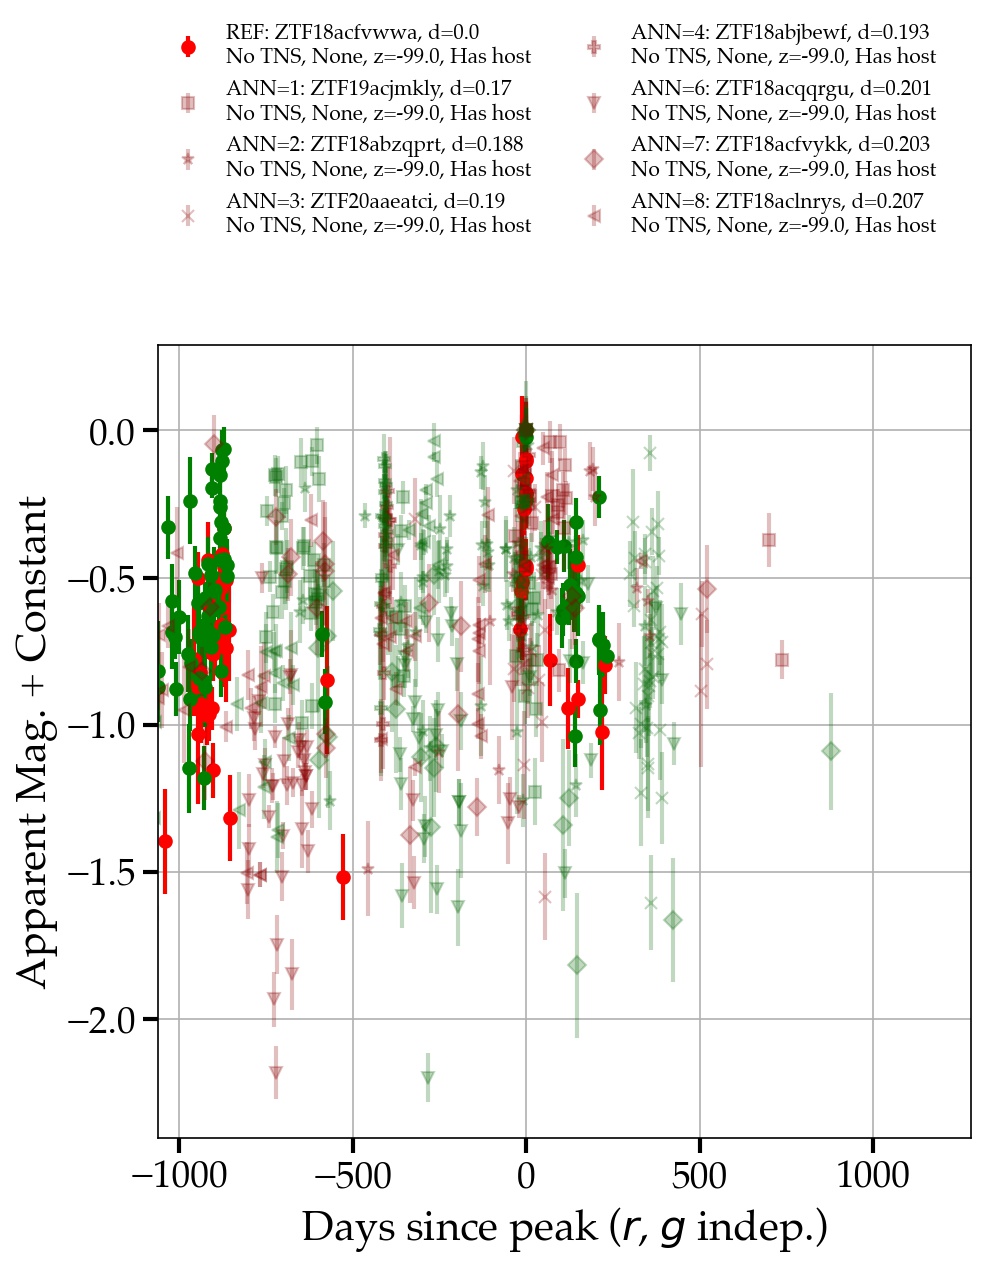 REF: ZTF18acfvwwa, d=0.0
No TNS, None, z=-99.0, Has host
ANN=1: ZTF19acjmkly, d=0.17
No TNS, None, z=-99.0, Has host
ANN=2: ZTF18abzqprt, d=0.188
No TNS, None, z=-99.0, Has host
ANN=3: ZTF20aaeatci, d=0.19
No TNS, None, z=-99.0, Has host
ANN=4: ZTF18abjbewf, d=0.193
No TNS, None, z=-99.0, Has host
ANN=6: ZTF18acqqrgu, d=0.201
No TNS, None, z=-99.0, Has host
ANN=7: ZTF18acfvykk, d=0.203
No TNS, None, z=-99.0, Has host
ANN=8: ZTF18aclnrys, d=0.207
No TNS, None, z=-99.0, Has host
Apparent Mag. + Constant
0.0
−0.5
−1.0
−1.5
−2.0
−1000
−500
0
500
1000
Days since peak (r, g indep.)